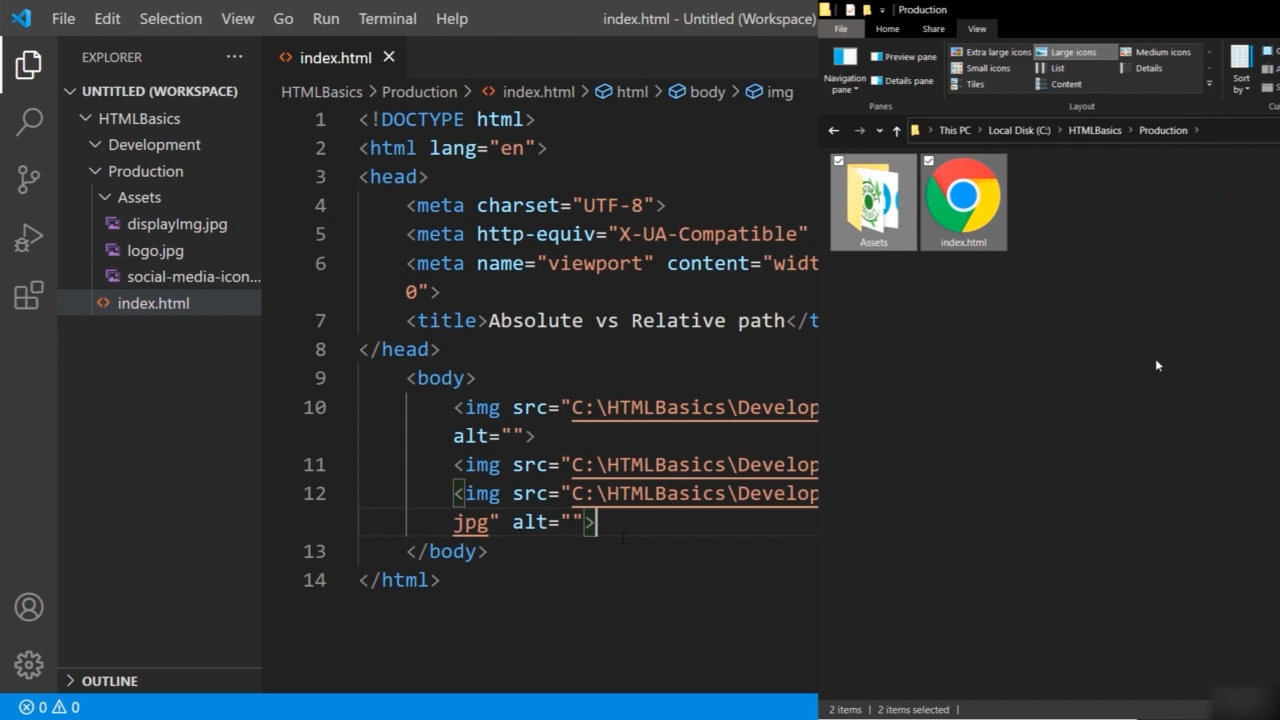 File Edit Selection View Go Run Terminal Help index.html - Untitled (Workspace)
EXPLORER
index.html
UNTITLED (WORKSPACE)
HTMLBasics
Development
Production
Assets
displayImg.jpg
logo.jpg
social-media-icon...
index.html
OUTLINE
HTMLBasics > Production > index.html > html > body > img
1 <!DOCTYPE html>
2 <html lang="en">
3 <head>
4 <meta charset="UTF-8">
5 <meta http-equiv="X-UA-Compatible"
6 <meta name="viewport" content="widt
0">
7 <title>Absolute vs Relative path</t
8 </head>
9 <body>
10 <img src="C:\HTMLBasics\Develop
alt="">
11 <img src="C:\HTMLBasics\Develop
12 <img src="C:\HTMLBasics\Develop
jpg" alt="">
13 </body>
14 </html>
0 0
Production
File Home Share View
Navigation pane
Preview pane
Details pane
Panes
Extra large icons Large icons Medium icons
Small icons List Details
Tiles Content
Layout
Sort by
This PC > Local Disk (C:) > HTMLBasics > Production >
Assets
index.html
2 items 2 items selected